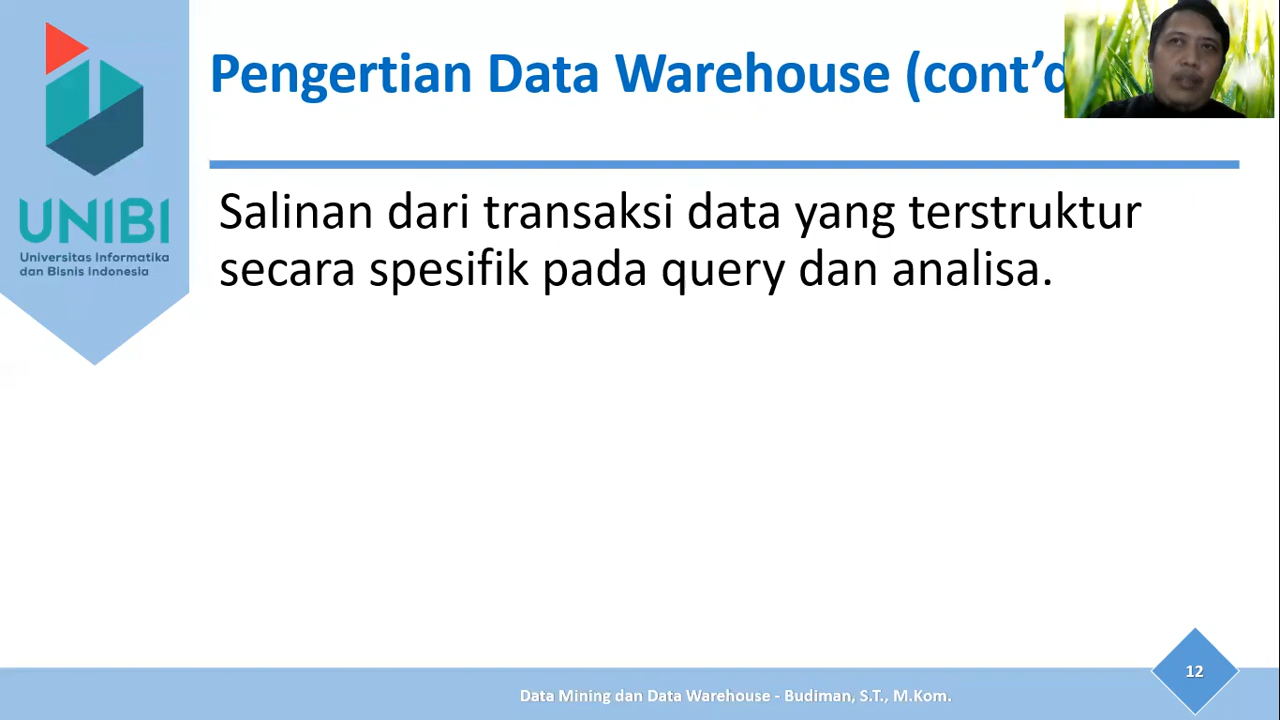 Pengertian Data Warehouse (cont’d
UNIBI
Universitas Informatika
dan Bisnis Indonesia
Salinan dari transaksi data yang terstruktur
secara spesifik pada query dan analisa.
12
Data Mining dan Data Warehouse - Budiman, S.T., M.Kom.